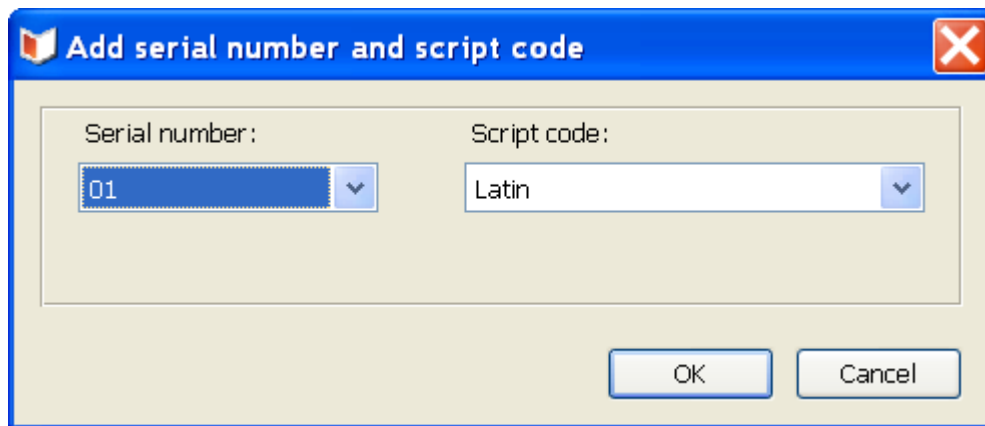 Add serial number and script code
Serial number: Script code:
01 Latin
OK Cancel